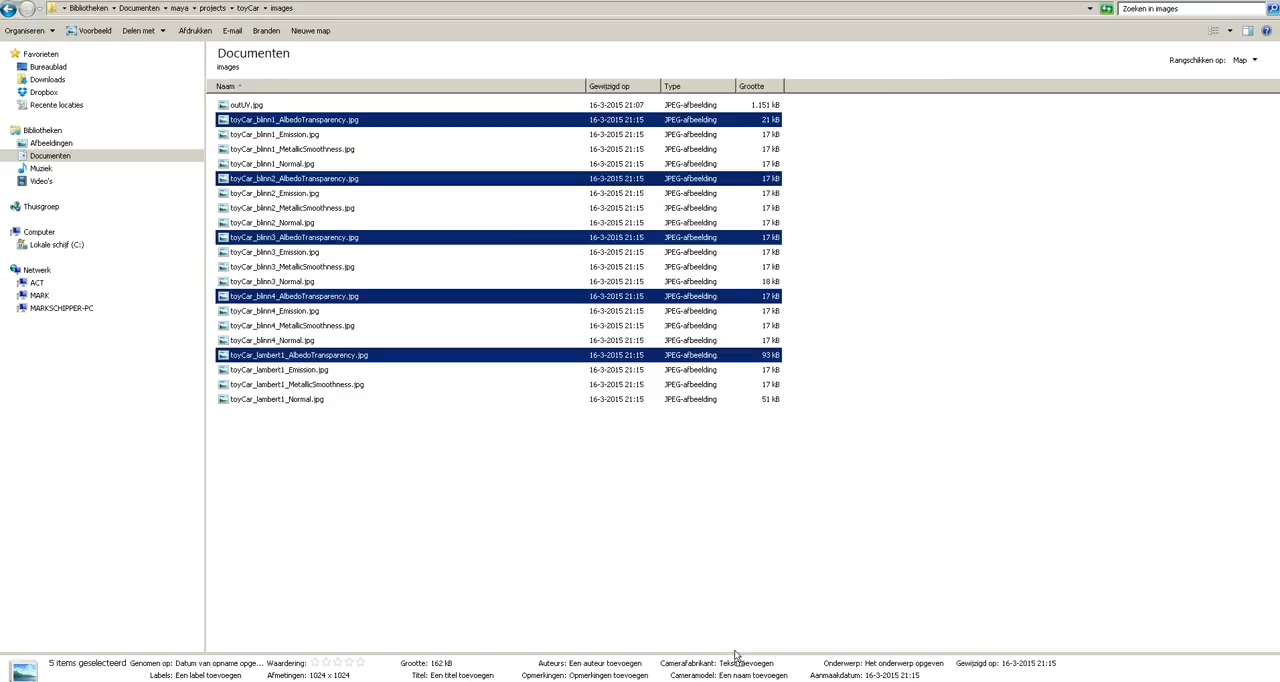 Bibliotheken Documenten maya projects toyCar images Zoeken in images
Organiseren Voorbeeld Delen met Afdrukken E-mail Branden Nieuwe map
Favorieten
Bureaublad
Downloads
Dropbox
Recente locaties
Bibliotheken
Afbeeldingen
Documenten
Muziek
Video's
Thuisgroep
Computer
Lokale schijf (C:)
Netwerk
ACT
MARK
MARKSCHIPPER-PC
Documenten
images
Rangschikken op: Map
Naam Gewijzigd op Type Grootte
outUV.jpg 16-3-2015 21:07 JPEG-afbeelding 1.151 kB
toyCar_blinn1_AlbedoTransparency.jpg 16-3-2015 21:15 JPEG-afbeelding 21 kB
toyCar_blinn1_Emission.jpg 16-3-2015 21:15 JPEG-afbeelding 17 kB
toyCar_blinn1_MetallicSmoothness.jpg 16-3-2015 21:15 JPEG-afbeelding 17 kB
toyCar_blinn1_Normal.jpg 16-3-2015 21:15 JPEG-afbeelding 17 kB
toyCar_blinn2_AlbedoTransparency.jpg 16-3-2015 21:15 JPEG-afbeelding 17 kB
toyCar_blinn2_Emission.jpg 16-3-2015 21:15 JPEG-afbeelding 17 kB
toyCar_blinn2_MetallicSmoothness.jpg 16-3-2015 21:15 JPEG-afbeelding 17 kB
toyCar_blinn2_Normal.jpg 16-3-2015 21:15 JPEG-afbeelding 17 kB
toyCar_blinn3_AlbedoTransparency.jpg 16-3-2015 21:15 JPEG-afbeelding 17 kB
toyCar_blinn3_Emission.jpg 16-3-2015 21:15 JPEG-afbeelding 17 kB
toyCar_blinn3_MetallicSmoothness.jpg 16-3-2015 21:15 JPEG-afbeelding 17 kB
toyCar_blinn3_Normal.jpg 16-3-2015 21:15 JPEG-afbeelding 18 kB
toyCar_blinn4_AlbedoTransparency.jpg 16-3-2015 21:15 JPEG-afbeelding 17 kB
toyCar_blinn4_Emission.jpg 16-3-2015 21:15 JPEG-afbeelding 17 kB
toyCar_blinn4_MetallicSmoothness.jpg 16-3-2015 21:15 JPEG-afbeelding 17 kB
toyCar_blinn4_Normal.jpg 16-3-2015 21:15 JPEG-afbeelding 17 kB
toyCar_lambert1_AlbedoTransparency.jpg 16-3-2015 21:15 JPEG-afbeelding 93 kB
toyCar_lambert1_Emission.jpg 16-3-2015 21:15 JPEG-afbeelding 17 kB
toyCar_lambert1_MetallicSmoothness.jpg 16-3-2015 21:15 JPEG-afbeelding 17 kB
toyCar_lambert1_Normal.jpg 16-3-2015 21:15 JPEG-afbeelding 51 kB
5 items geselecteerd Genomen op: Datum van opname opge... Waardering: Grootte: 162 kB Auteurs: Een auteur toevoegen Camerafabrikant: Tekst toevoegen Onderwerp: Het onderwerp opgeven Gewijzigd op: 16-3-2015 21:15
Labels: Een label toevoegen Afmetingen: 1024 x 1024 Titel: Een titel toevoegen Opmerkingen: Opmerkingen toevoegen Cameramodel: Een naam toevoegen Aanmaakdatum: 16-3-2015 21:15